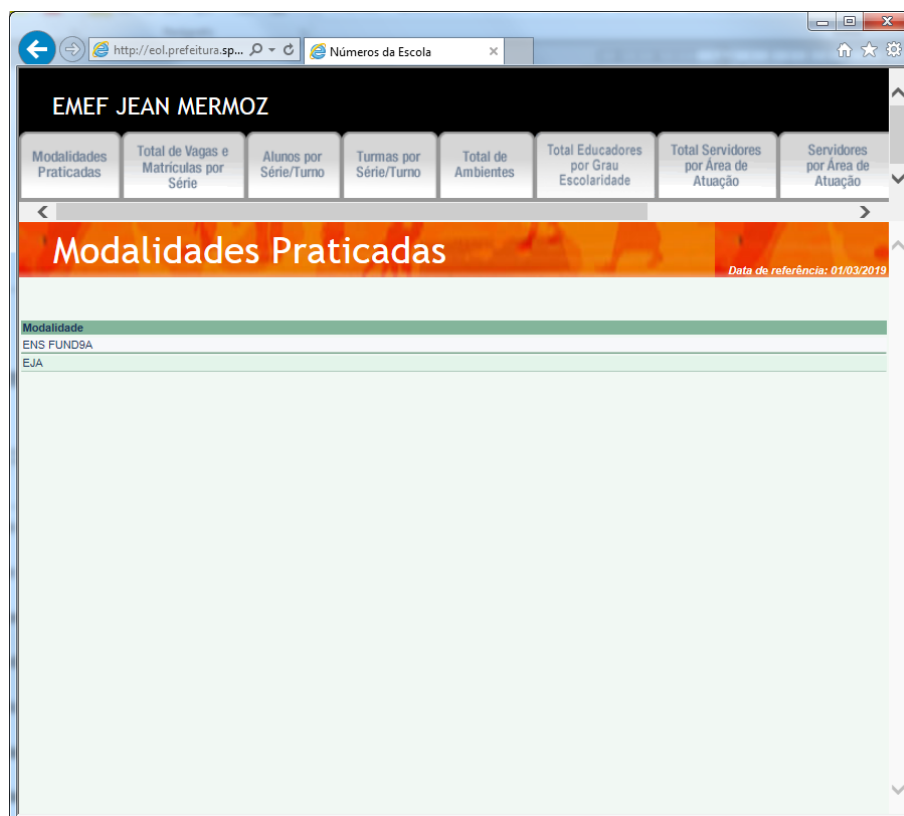 http://eol.prefeitura.sp...
Números da Escola
EMEF JEAN MERMOZ
Modalidades
Praticadas
Total de Vagas e
Matrículas por
Série
Alunos por
Série/Turno
Turmas por
Série/Turno
Total de
Ambientes
Total Educadores
por Grau
Escolaridade
Total Servidores
por Área de
Atuação
Servidores
por Área de
Atuação
Modalidades Praticadas
Data de referência: 01/03/2019
Modalidade
ENS FUND9A
EJA